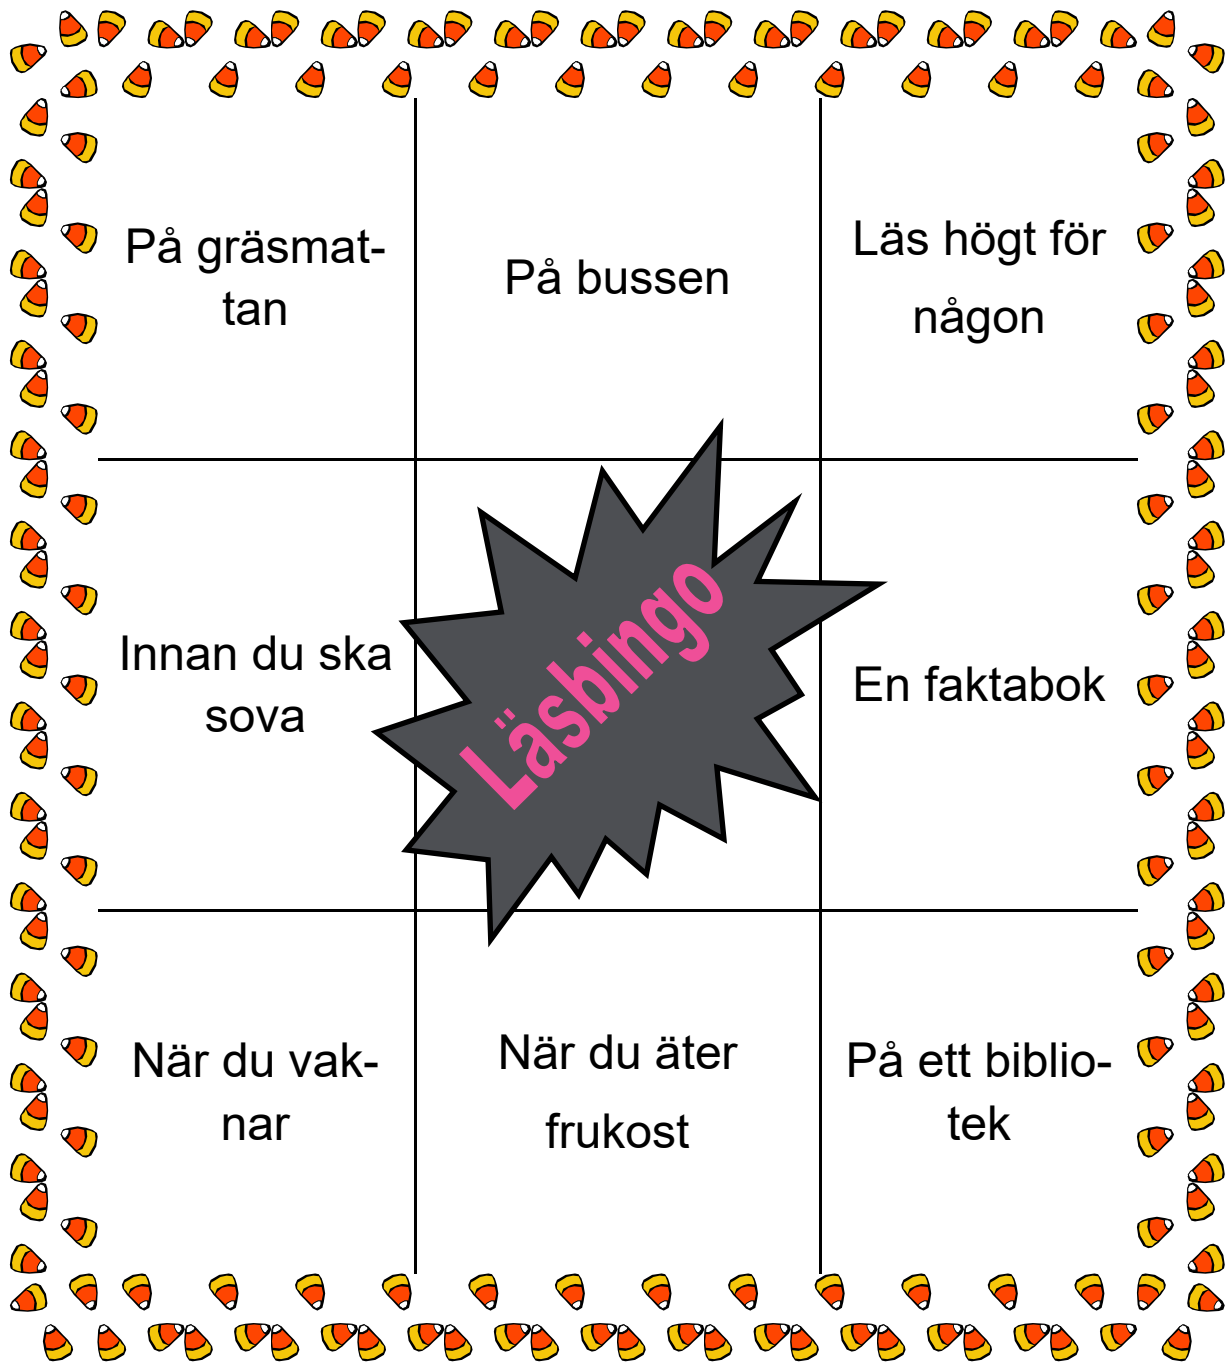 På gräsmat-
tan
På bussen
Läs högt för
någon
Innan du ska
sova
Läsbingo
En faktabok
När du vak-
nar
När du äter
frukost
På ett biblio-
tek